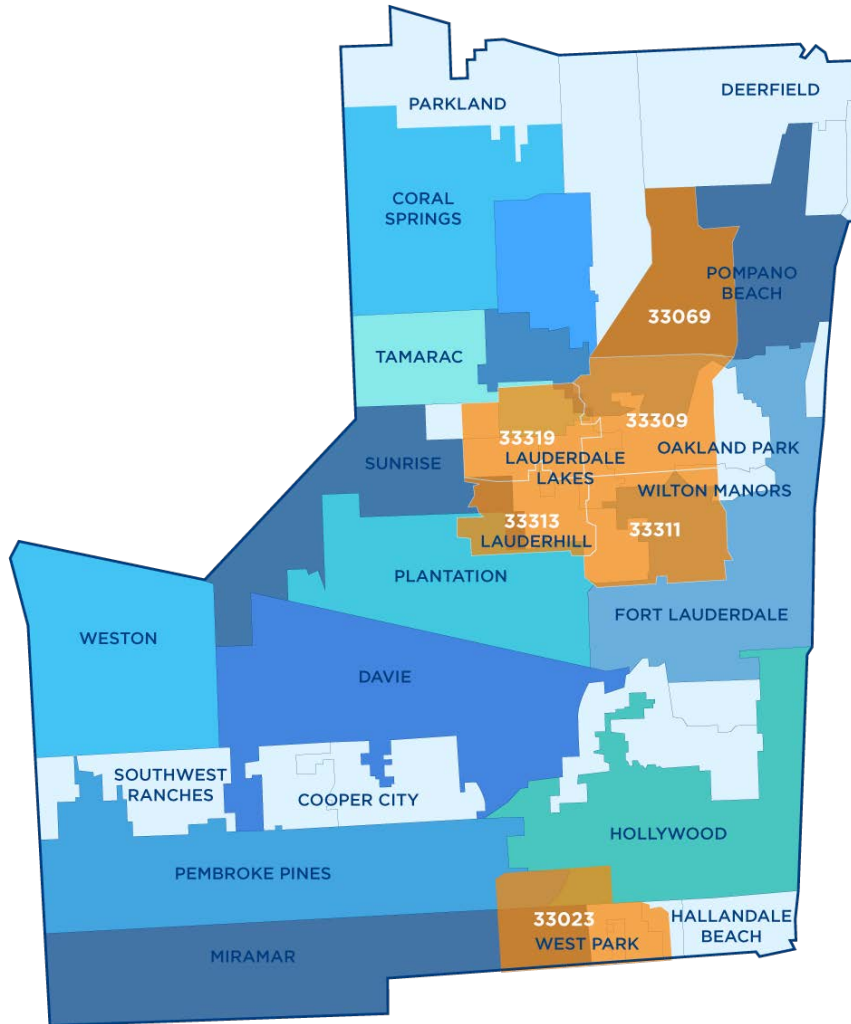 PARKLAND
DEERFIELD
CORAL
SPRINGS
POMPANO
BEACH
33069
TAMARAC
33319
33309
SUNRISE
LAUDERDALE
LAKES
OAKLAND PARK
WILTON MANORS
33313
LAUDERHILL
33311
PLANTATION
FORT LAUDERDALE
WESTON
DAVIE
SOUTHWEST
RANCHES
COOPER CITY
HOLLYWOOD
PEMBROKE PINES
33023
WEST PARK
HALLANDALE
BEACH
MIRAMAR